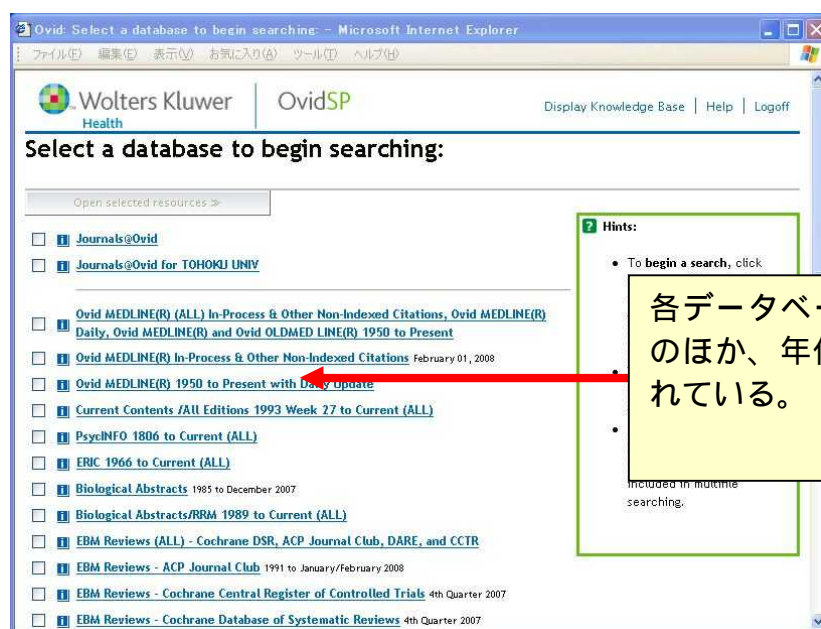 Ovid: Select a database to begin searching: - Microsoft Internet Explorer
ファイル(F) 編集(E) 表示(V) お気に入り(A) ツール(T) ヘルプ(H)
Wolters Kluwer
Health
OvidSP
Display Knowledge Base | Help | Logoff
Select a database to begin searching:
Open selected resources ≫
Journals@Ovid
Journals@Ovid for TOHOKU UNIV
Ovid MEDLINE(R) (ALL) In-Process & Other Non-Indexed Citations, Ovid MEDLINE(R)
Daily, Ovid MEDLINE(R) and Ovid OLDMED LINE(R) 1950 to Present
Ovid MEDLINE(R) In-Process & Other Non-Indexed Citations February 01, 2008
Ovid MEDLINE(R) 1950 to Present with Daily Update
Current Contents /All Editions 1993 Week 27 to Current (ALL)
PsycINFO 1806 to Current (ALL)
ERIC 1966 to Current (ALL)
Biological Abstracts 1985 to December 2007
Biological Abstracts/RRM 1989 to Current (ALL)
EBM Reviews (ALL) - Cochrane DSR, ACP Journal Club, DARE, and CCTR
EBM Reviews - ACP Journal Club 1991 to January/February 2008
EBM Reviews - Cochrane Central Register of Controlled Trials 4th Quarter 2007
EBM Reviews - Cochrane Database of Systematic Reviews 4th Quarter 2007
Hints:
To begin a search, click
各データベー
のほか、年
れている。
included in multiple
searching.